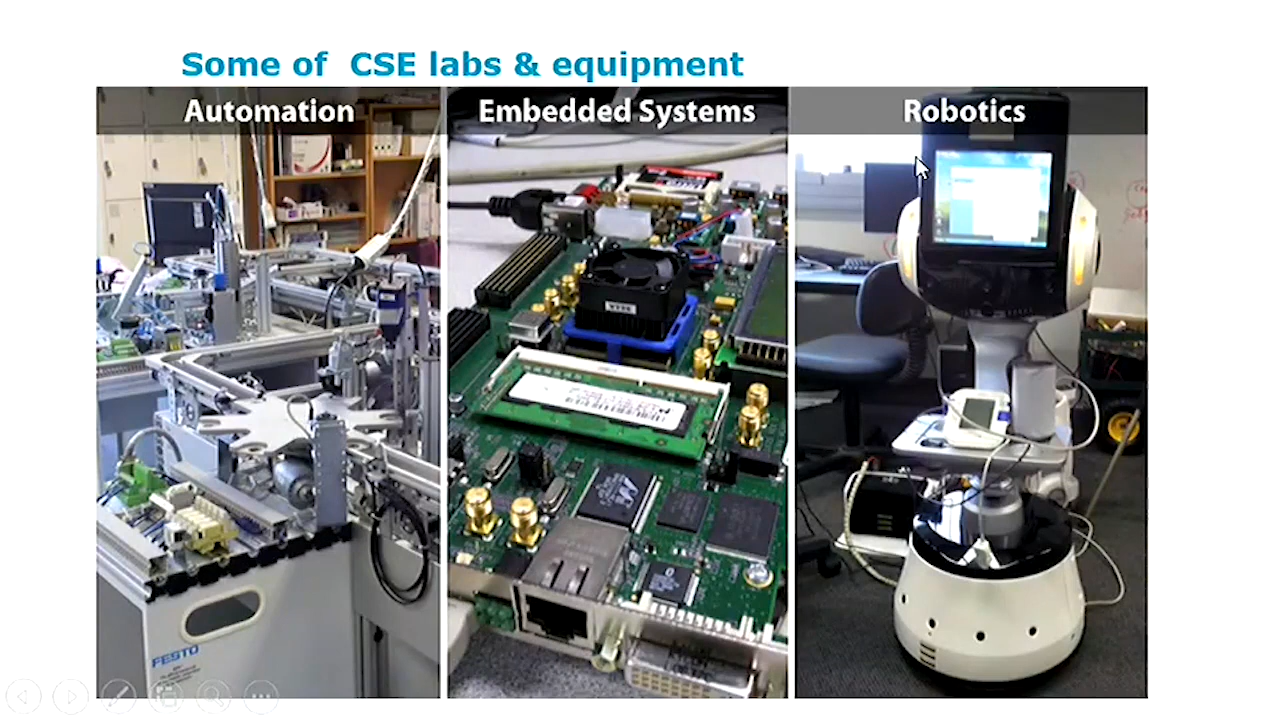 Some of CSE labs & equipment
Automation
Embedded Systems
Robotics
FESTO